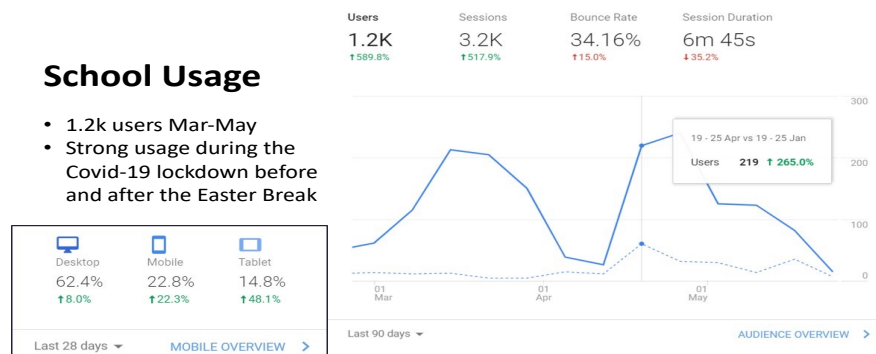 School Usage
• 1.2k users Mar-May
• Strong usage during the
Covid-19 lockdown before
and after the Easter Break
Desktop Mobile Tablet
62.4% 22.8% 14.8%
↑8.0% ↑22.3% ↑48.1%
Last 28 days MOBILE OVERVIEW >
Users Sessions Bounce Rate Session Duration
1.2K 3.2K 34.16% 6m 45s
↑589.8% ↑517.9% ↑15.0% ↓35.2%
300
19 - 25 Apr vs 19 - 25 Jan
Users 219 ↑ 265.0%
200
100
0
01 01 01
Mar Apr May
Last 90 days AUDIENCE OVERVIEW >